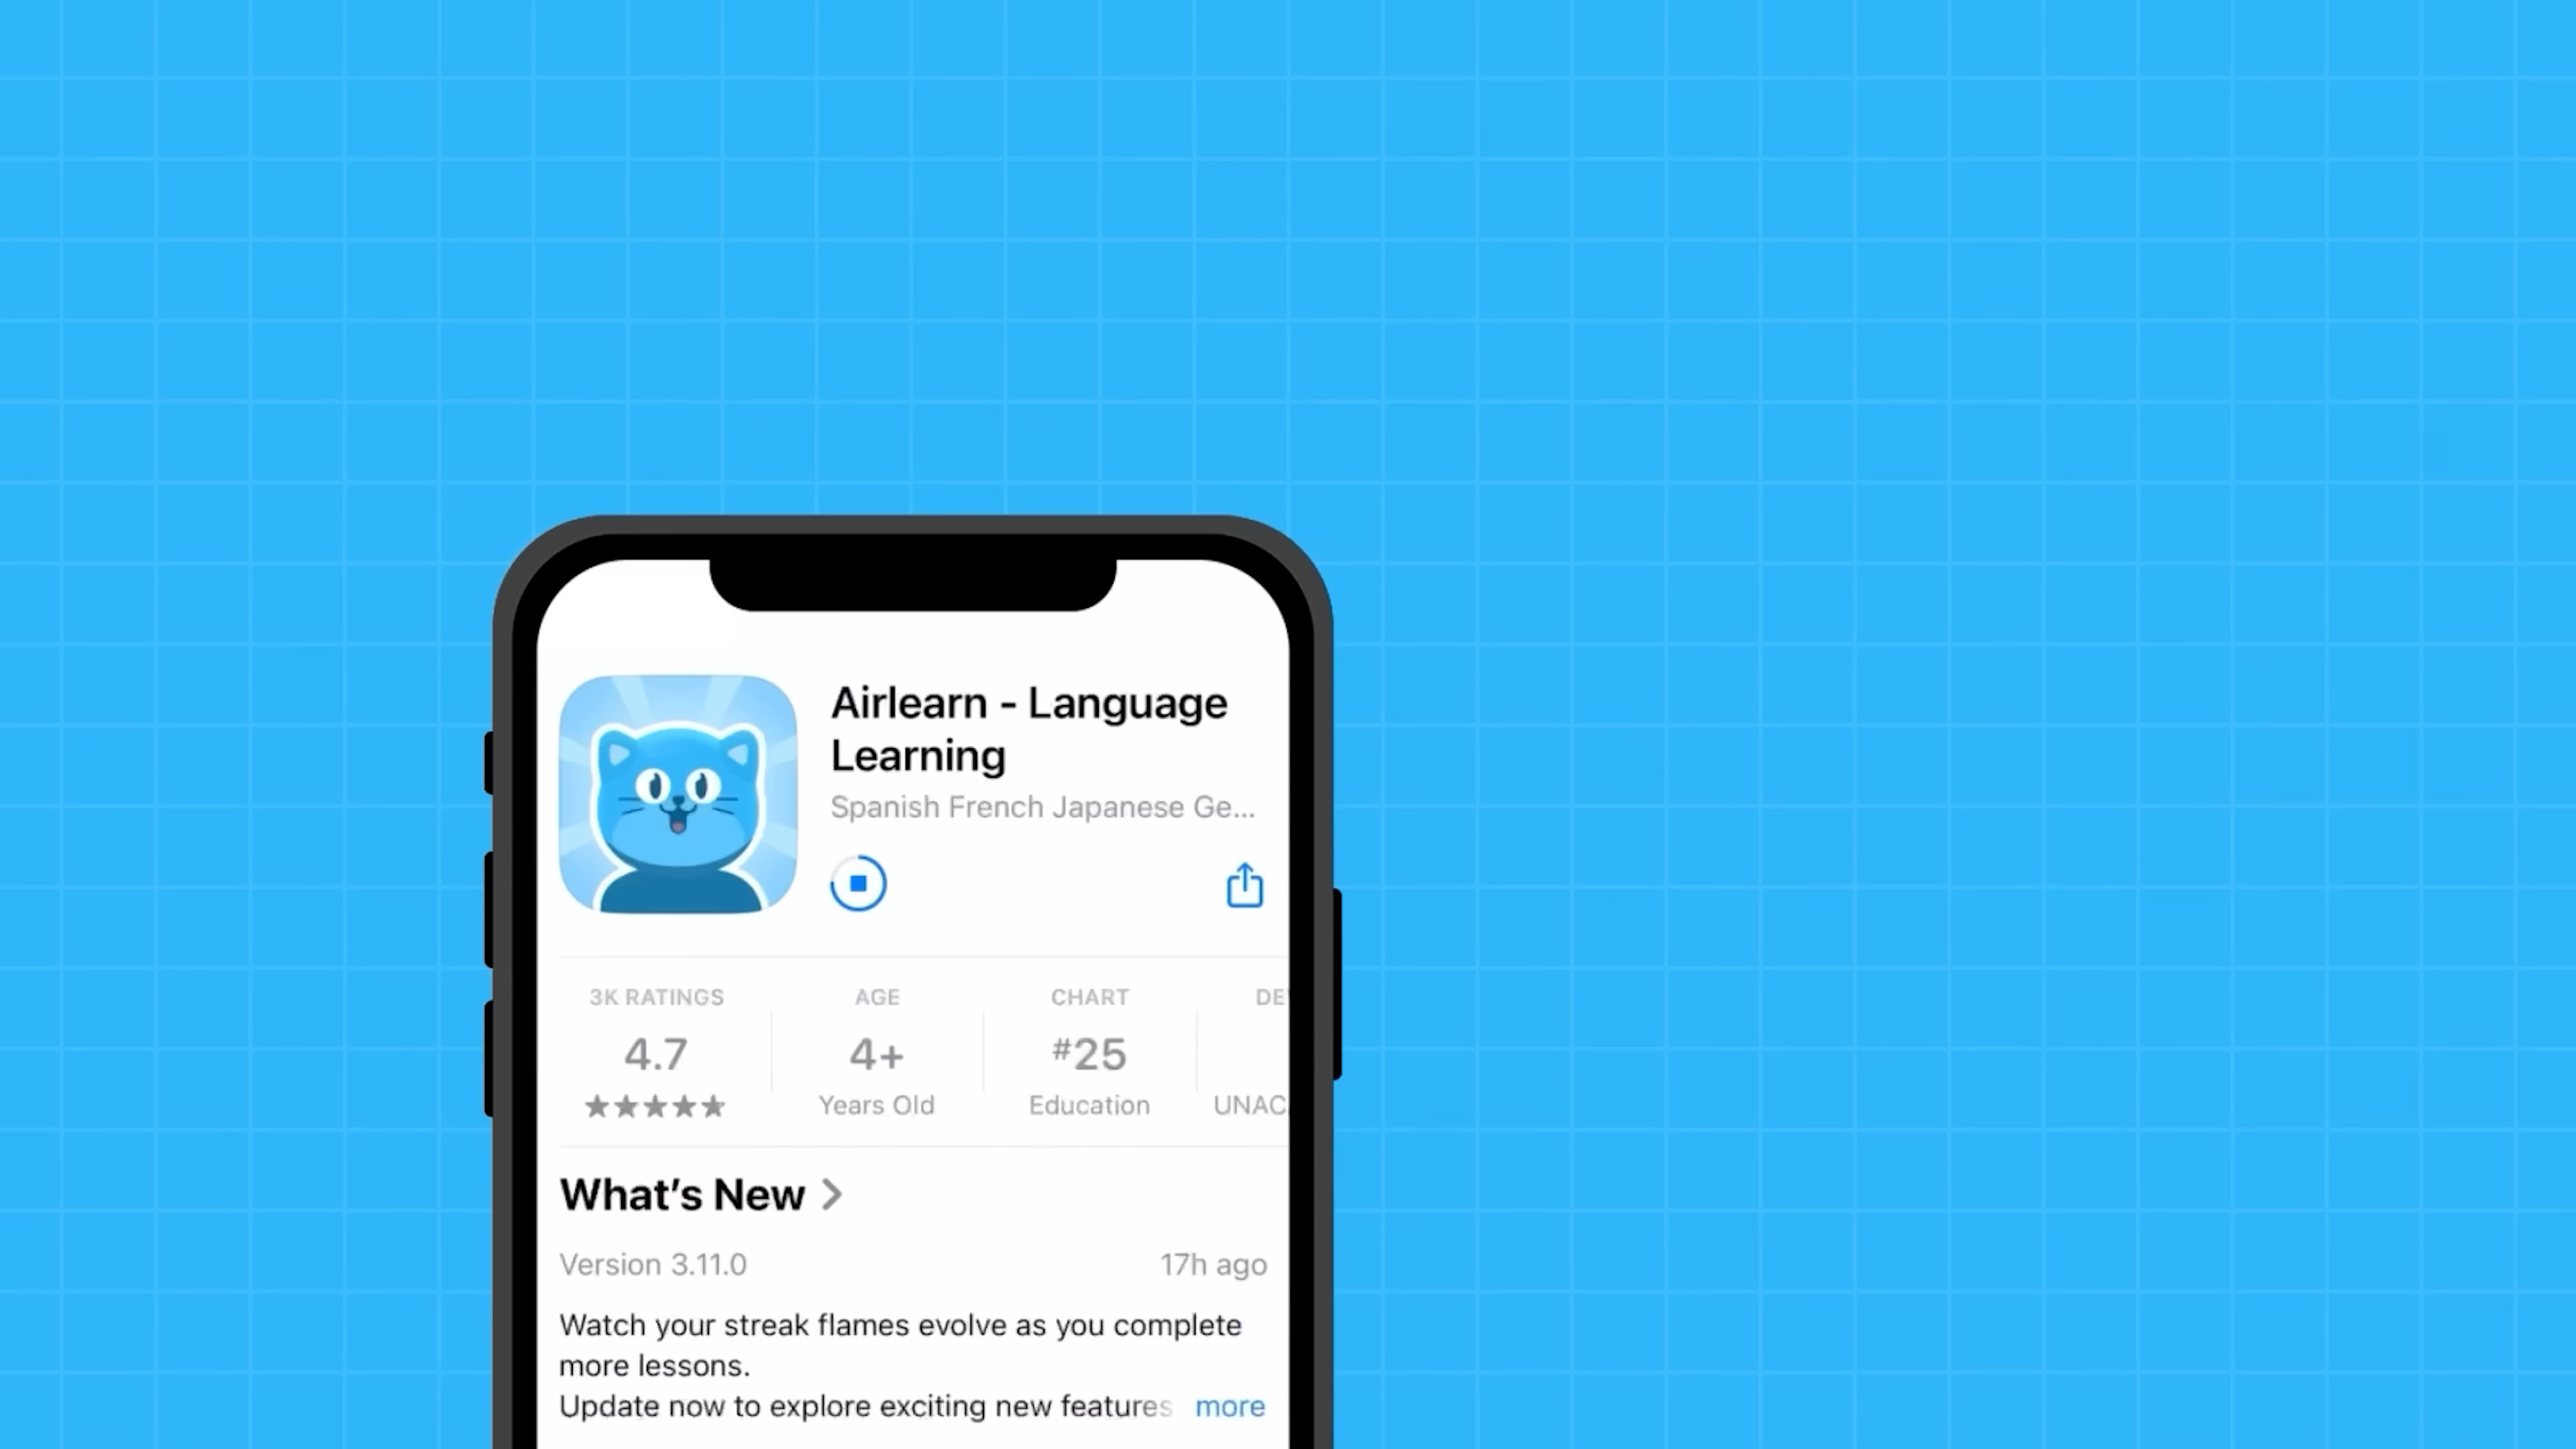 Airlearn - Language
Learning
Spanish French Japanese Ge...
3K RATINGS
4.7
AGE
4+
Years Old
CHART
#25
Education
What's New
Version 3.11.0
17h ago
Watch your streak flames evolve as you complete
more lessons.
Update now to explore exciting new features more